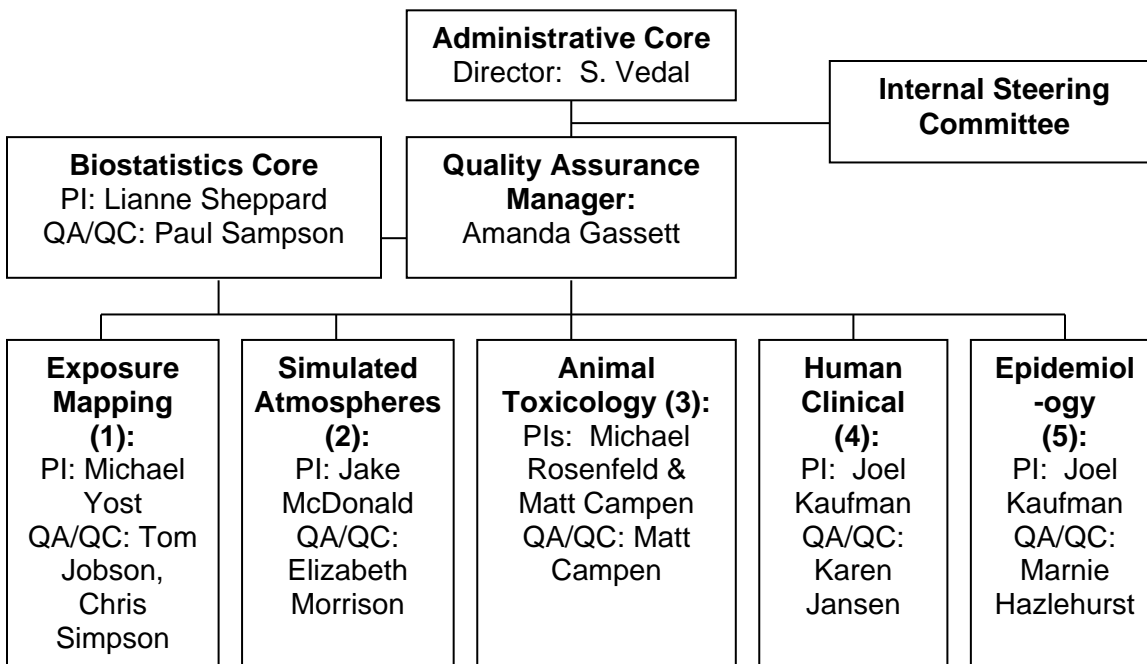 Administrative Core
Director: S. Vedal
Internal Steering
Committee
Biostatistics Core
PI: Lianne Sheppard
QA/QC: Paul Sampson
Quality Assurance
Manager:
Amanda Gassett
Exposure
Mapping
(1):
PI: Michael
Yost
QA/QC: Tom
Jobson,
Chris
Simpson
Simulated
Atmospheres
(2):
PI: Jake
McDonald
QA/QC:
Elizabeth
Morrison
Animal
Toxicology (3):
PIs: Michael
Rosenfeld &
Matt Campen
QA/QC: Matt
Campen
Human
Clinical
(4):
PI: Joel
Kaufman
QA/QC:
Karen
Jansen
Epidemiol
-ogy
(5):
PI: Joel
Kaufman
QA/QC:
Marnie
Hazlehurst